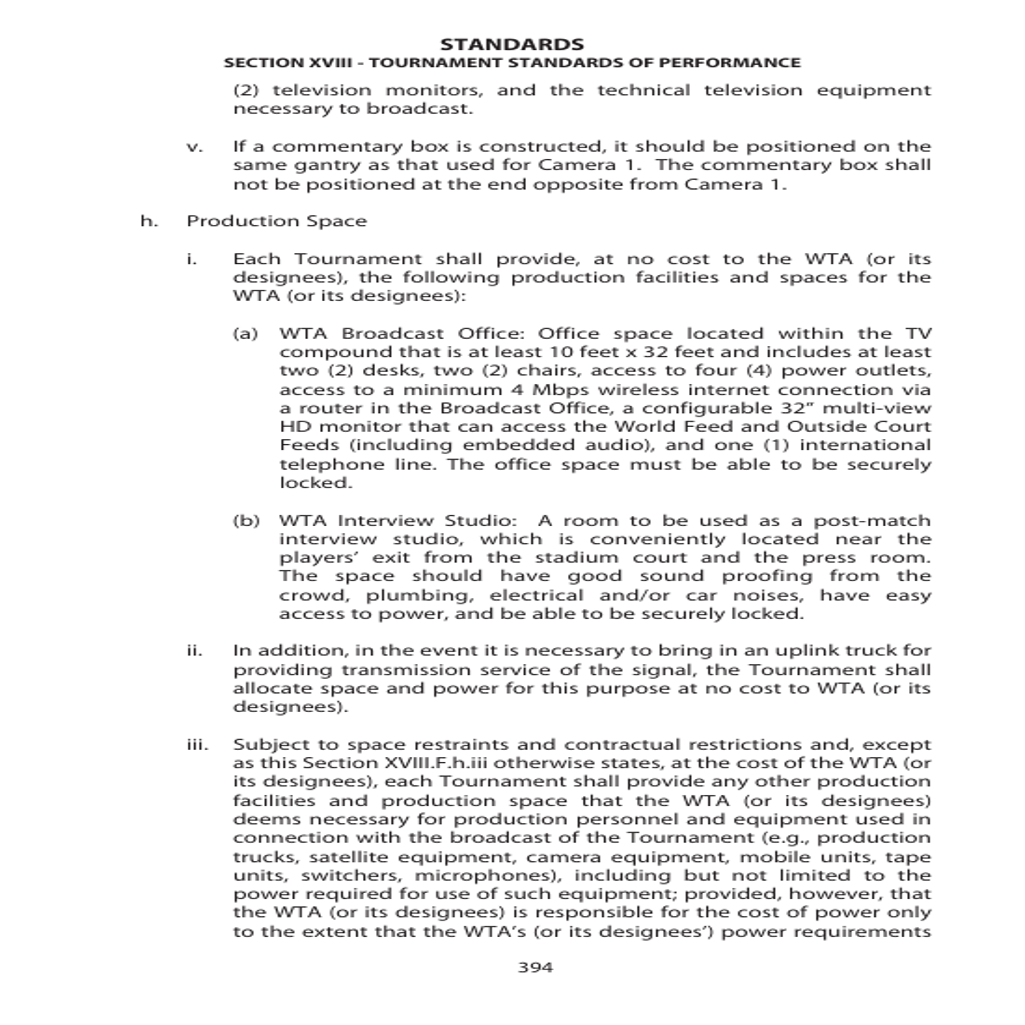 STANDARDS
SECTION XVIII - TOURNAMENT STANDARDS OF PERFORMANCE
(2) television monitors, and the technical television equipment
necessary to broadcast.
v. If a commentary box is constructed, it should be positioned on the
same gantry as that used for Camera 1. The commentary box shall
not be positioned at the end opposite from Camera 1.
h. Production Space
i. Each Tournament shall provide, at no cost to the WTA (or its
designees), the following production facilities and spaces for the
WTA (or its designees):
(a) WTA Broadcast Office: Office space located within the TV
compound that is at least 10 feet x 32 feet and includes at least
two (2) desks, two (2) chairs, access to four (4) power outlets,
access to a minimum 4 Mbps wireless internet connection via
a router in the Broadcast Office, a configurable 32” multi-view
HD monitor that can access the World Feed and Outside Court
Feeds (including embedded audio), and one (1) international
telephone line. The office space must be able to be securely
locked.
(b) WTA Interview Studio: A room to be used as a post-match
interview studio, which is conveniently located near the
players’ exit from the stadium court and the press room.
The space should have good sound proofing from the
crowd, plumbing, electrical and/or car noises, have easy
access to power, and be able to be securely locked.
ii. In addition, in the event it is necessary to bring in an uplink truck for
providing transmission service of the signal, the Tournament shall
allocate space and power for this purpose at no cost to WTA (or its
designees).
iii. Subject to space restraints and contractual restrictions and, except
as this Section XVIII.F.h.iii otherwise states, at the cost of the WTA (or
its designees), each Tournament shall provide any other production
facilities and production space that the WTA (or its designees)
deems necessary for production personnel and equipment used in
connection with the broadcast of the Tournament (e.g., production
trucks, satellite equipment, camera equipment, mobile units, tape
units, switchers, microphones), including but not limited to the
power required for use of such equipment; provided, however, that
the WTA (or its designees) is responsible for the cost of power only
to the extent that the WTA’s (or its designees’) power requirements
394